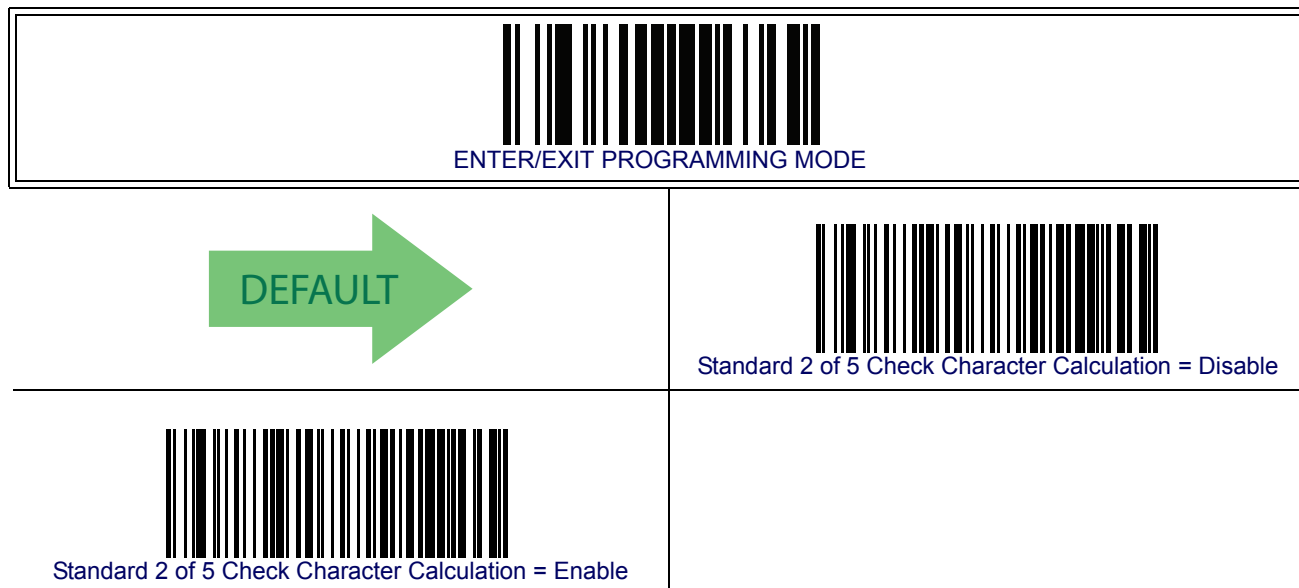 ENTER/EXIT PROGRAMMING MODE
DEFAULT
Standard 2 of 5 Check Character Calculation = Disable
Standard 2 of 5 Check Character Calculation = Enable